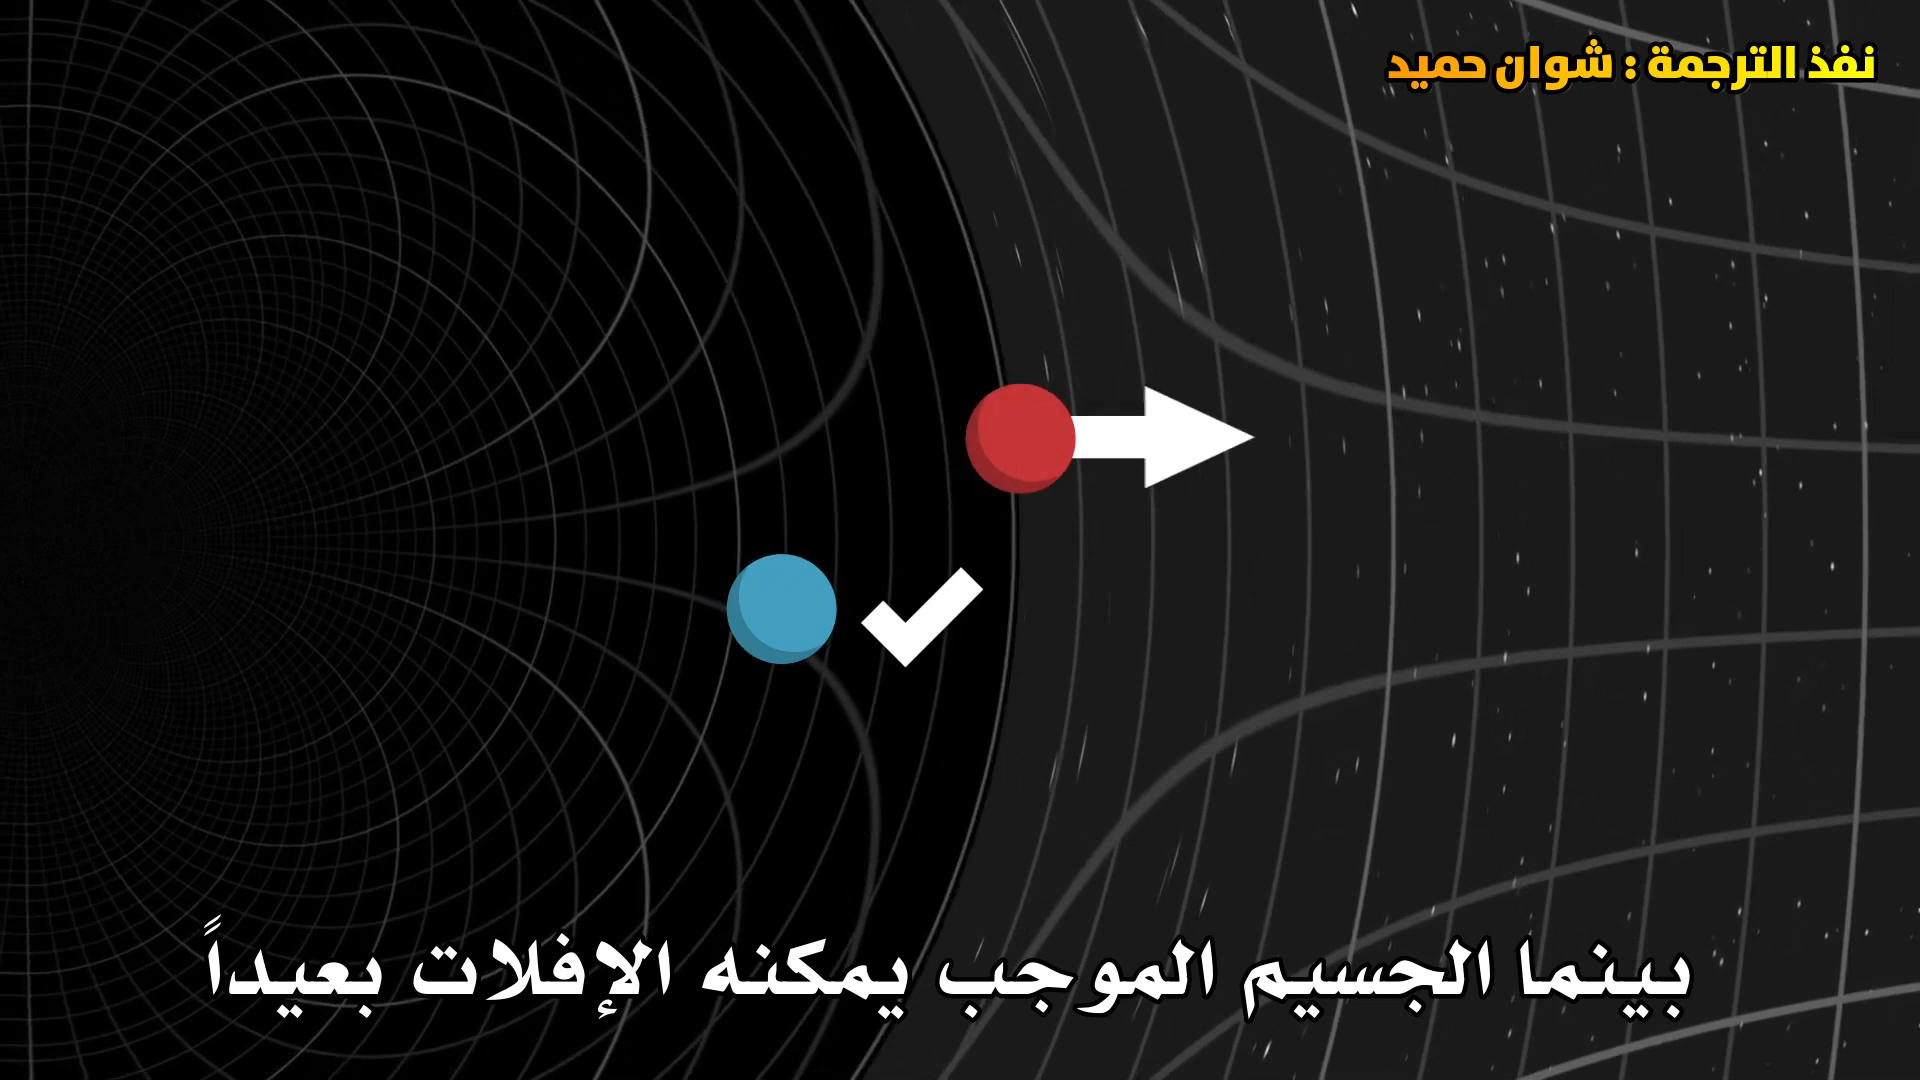 نفذ الترجمة : شوان حميد
بينما الجسيم الموجب يمكنه الإفلات بعيداً